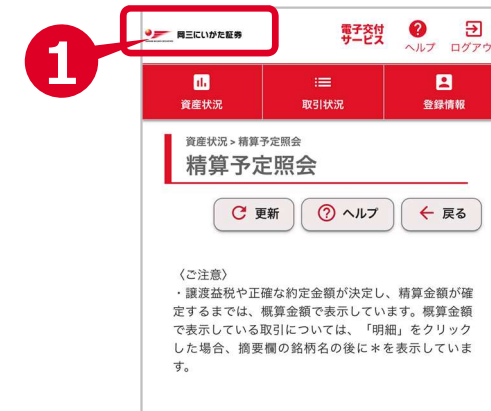 1
岡三にいがた証券
電子交付
サービス
ヘルプ
ログアウ
資産状況
取引状況
登録情報
資産状況 > 精算予定照会
精算予定照会
更新
? ヘルプ
戻る
〈ご注意〉
・譲渡益税や正確な約定金額が決定し、精算金額が確
定するまでは、概算金額で表示しています。概算金額
で表示している取引については、「明細」をクリック
した場合、摘要欄の銘柄名の後に＊を表示していま
す。